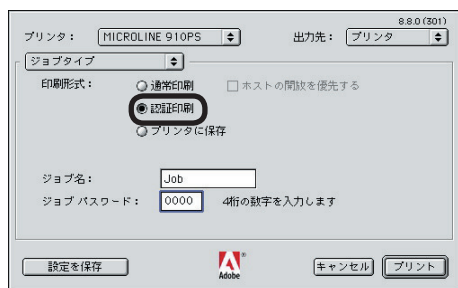 8.8.0 (301)
プリンタ： MICROLINE 910PS 出力先： プリンタ
ジョブタイプ
印刷形式： 通常印刷 ホストの開放を優先する
認証印刷
プリンタに保存
ジョブ名： Job
ジョブ パスワード： 0000 4桁の数字を入力します
設定を保存 Adobe キャンセル プリント